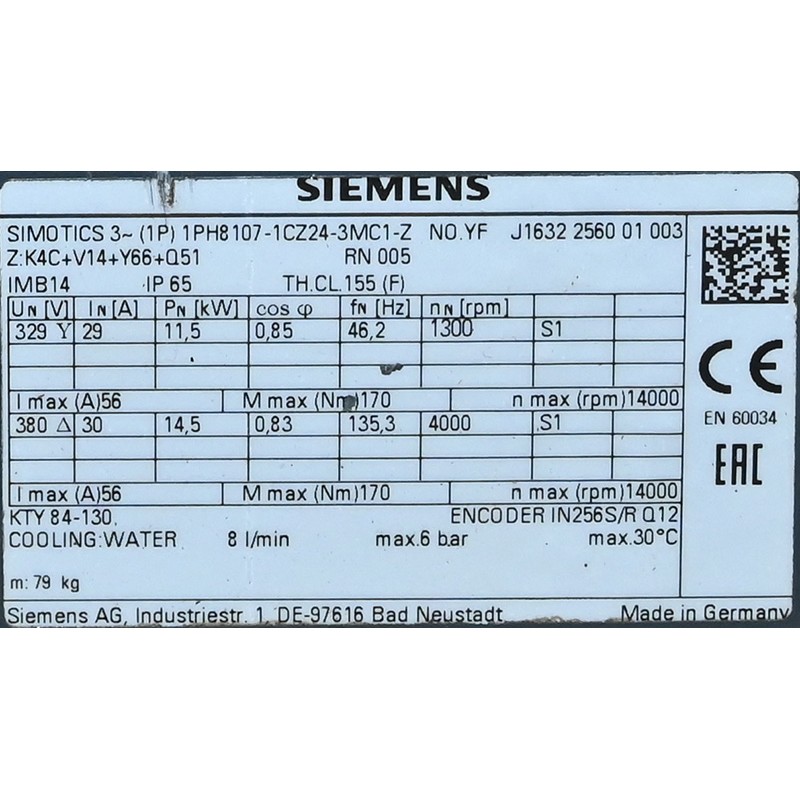 SIEMENS
SIMOTICS 3~ (1P) 1PH8107-1CZ24-3MC1-Z NO.YF J1632 2560 01 003
Z:K4C+V14+Y66+Q51 RN 005
IMB14 IP 65 TH.CL.155 (F)
UN [V] IN [A] PN [kW] cos φ fN [Hz] nN [rpm]
329 Y 29 11,5 0,85 46,2 1300 S1
I max (A)56 M max (Nm)170 n max (rpm)14000
380 Δ 30 14,5 0,83 135,3 4000 S1
I max (A)56 M max (Nm)170 n max (rpm)14000
KTY 84-130. ENCODER IN256S/R Q12
COOLING:WATER 8 l/min max.6 bar max.30°C
m: 79 kg
CE
EN 60034
EAC
Siemens AG, Industriestr. 1 DE-97616 Bad Neustadt Made in Germany